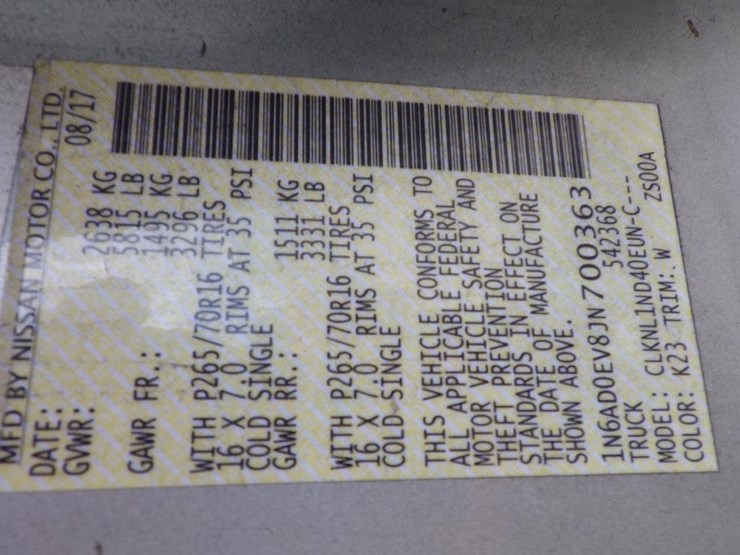 MFD BY NISSAN MOTOR CO., LTD.
DATE: 08/17
GVWR: 2638 KG
5815 LB
GAWR FR.: 1495 KG
3296 LB
WITH P265/70R16 TIRES
16 X 7.0 RIMS AT 35 PSI
COLD SINGLE
GAWR RR.: 1511 KG
3331 LB
WITH P265/70R16 TIRES
16 X 7.0 RIMS AT 35 PSI
COLD SINGLE
THIS VEHICLE CONFORMS TO
ALL APPLICABLE FEDERAL
MOTOR VEHICLE SAFETY AND
THEFT PREVENTION
STANDARDS IN EFFECT ON
THE DATE OF MANUFACTURE
SHOWN ABOVE.
1N6AD0EV8JN700363
TRUCK 542368
MODEL: CLKNL1ND40EUN-C---
COLOR: K23 TRIM: W ZS00A